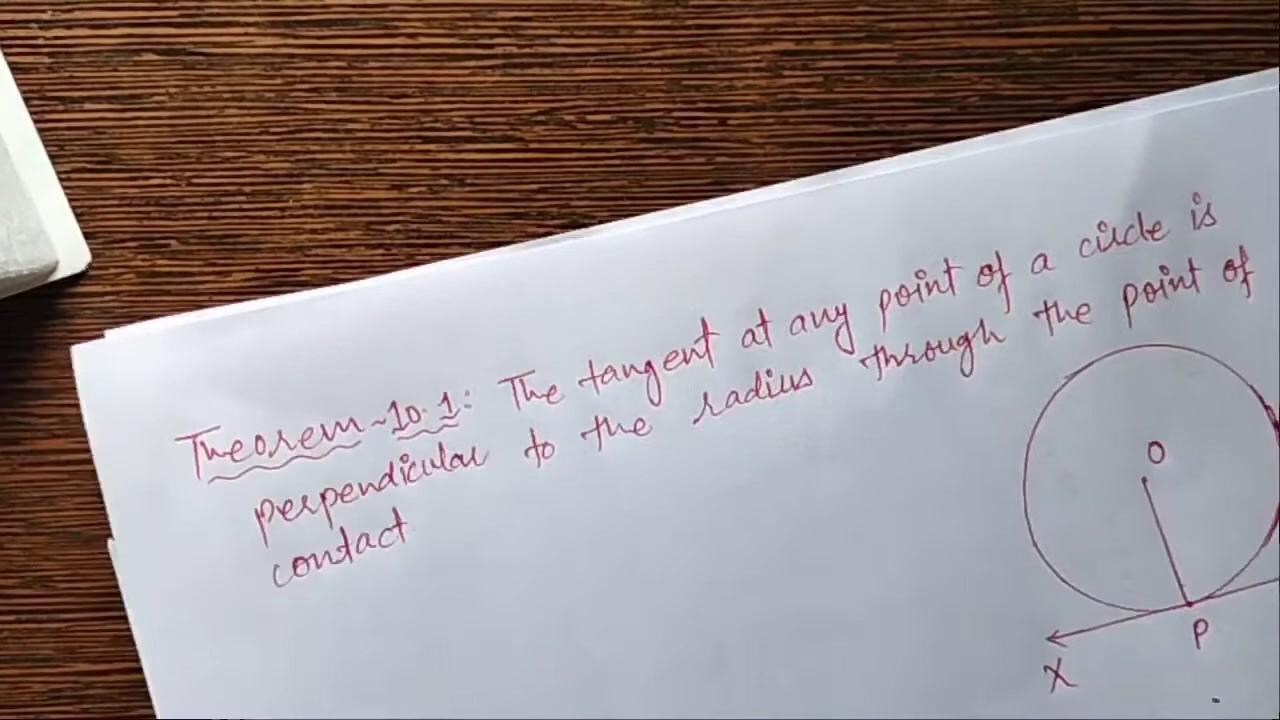 Theorem-10.1: The tangent at any point of a circle is
perpendicular to the radius through the point of
contact
O
P
X